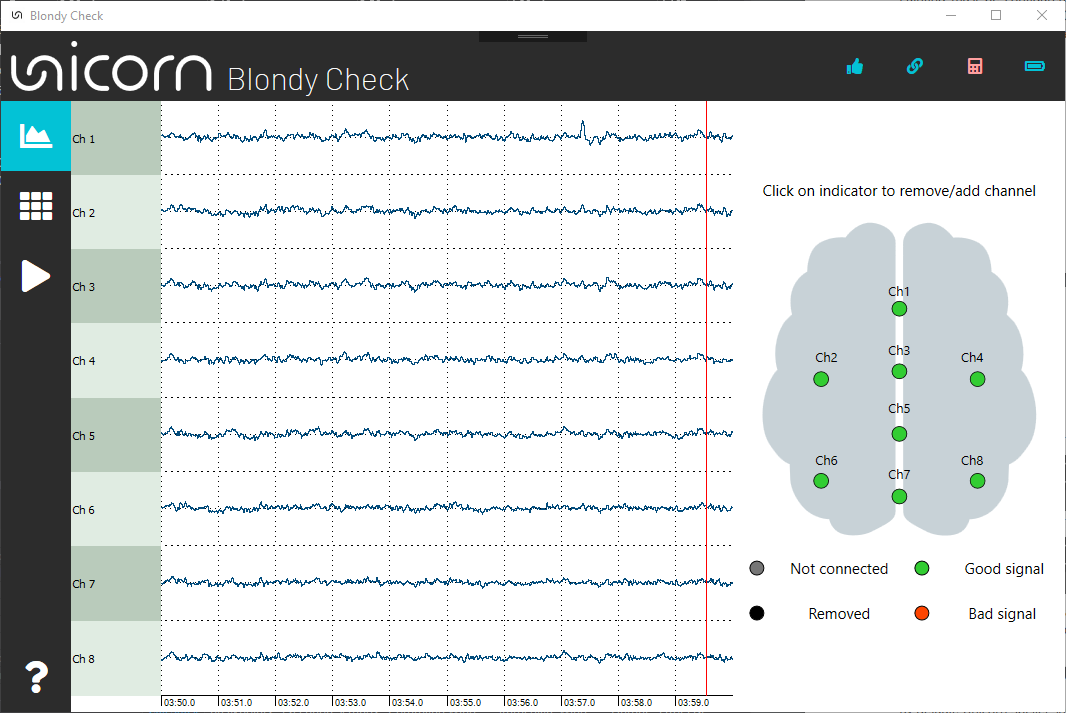 Blondy Check
unicorn Blondy Check
Ch 1
Ch 2
Ch 3
Ch 4
Ch 5
Ch 6
Ch 7
Ch 8
03:50.0 03:51.0 03:52.0 03:53.0 03:54.0 03:55.0 03:56.0 03:57.0 03:58.0 03:59.0
Click on indicator to remove/add channel
Ch1
Ch2 Ch3 Ch4
Ch5
Ch6 Ch7 Ch8
Not connected Good signal
Removed Bad signal
?